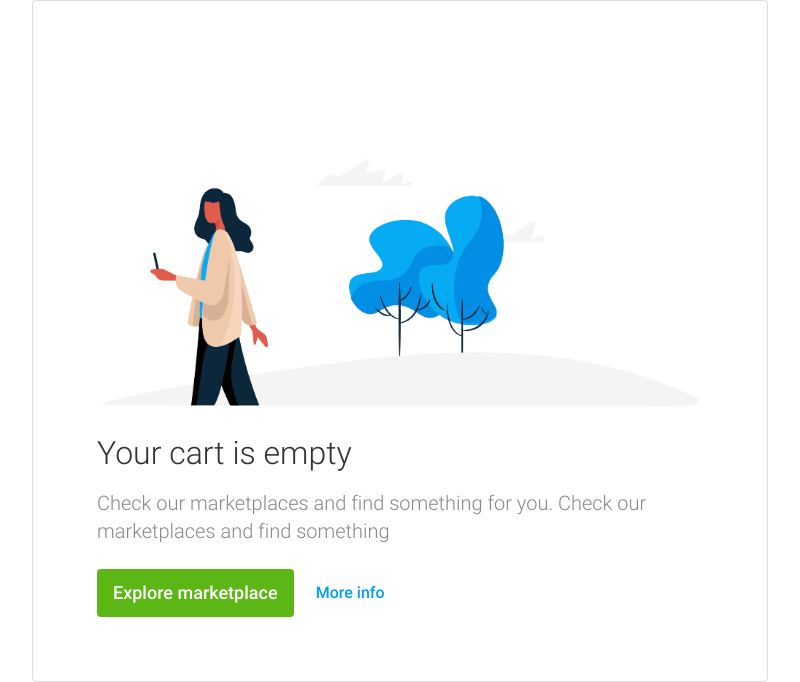 Your cart is empty
Check our marketplaces and find something for you. Check our
marketplaces and find something
Explore marketplace
More info